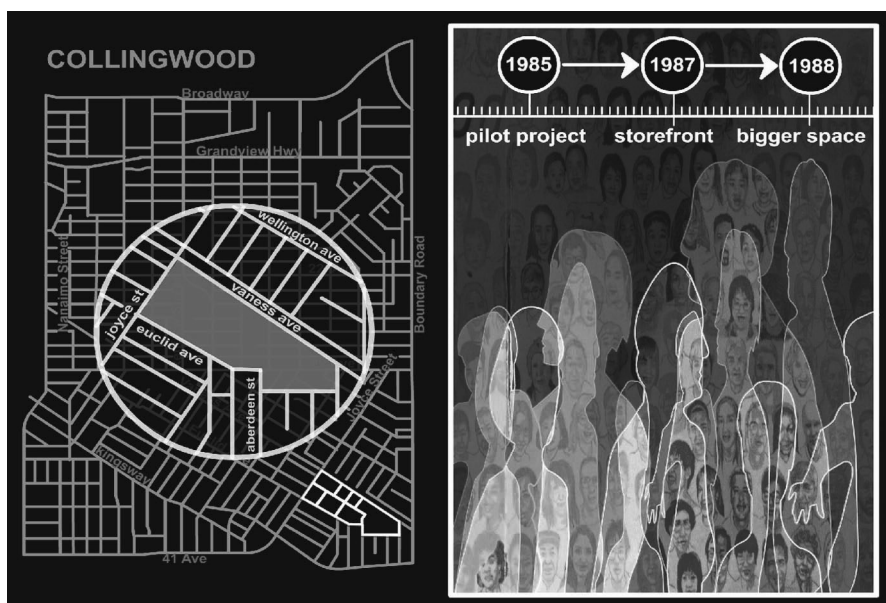 COLLINGWOOD
Broadway
Grandview Hwy
Nanaimo Street
Boundary Road
wellington ave
vaness ave
joyce st
euclid ave
aberdeen st
Joyce Street
Kingsway
41 Ave
1985
1987
1988
pilot project
storefront
bigger space